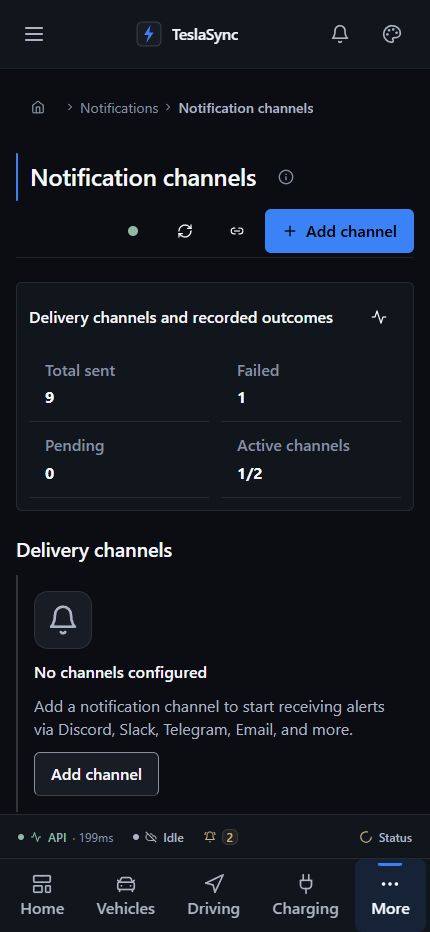 TeslaSync
Notifications Notification channels
Notification channels
+ Add channel
Delivery channels and recorded outcomes
Total sent
9
Failed
1
Pending
0
Active channels
1/2
Delivery channels
No channels configured
Add a notification channel to start receiving alerts
via Discord, Slack, Telegram, Email, and more.
Add channel
API · 199ms Idle 2 Status
Home Vehicles Driving Charging More